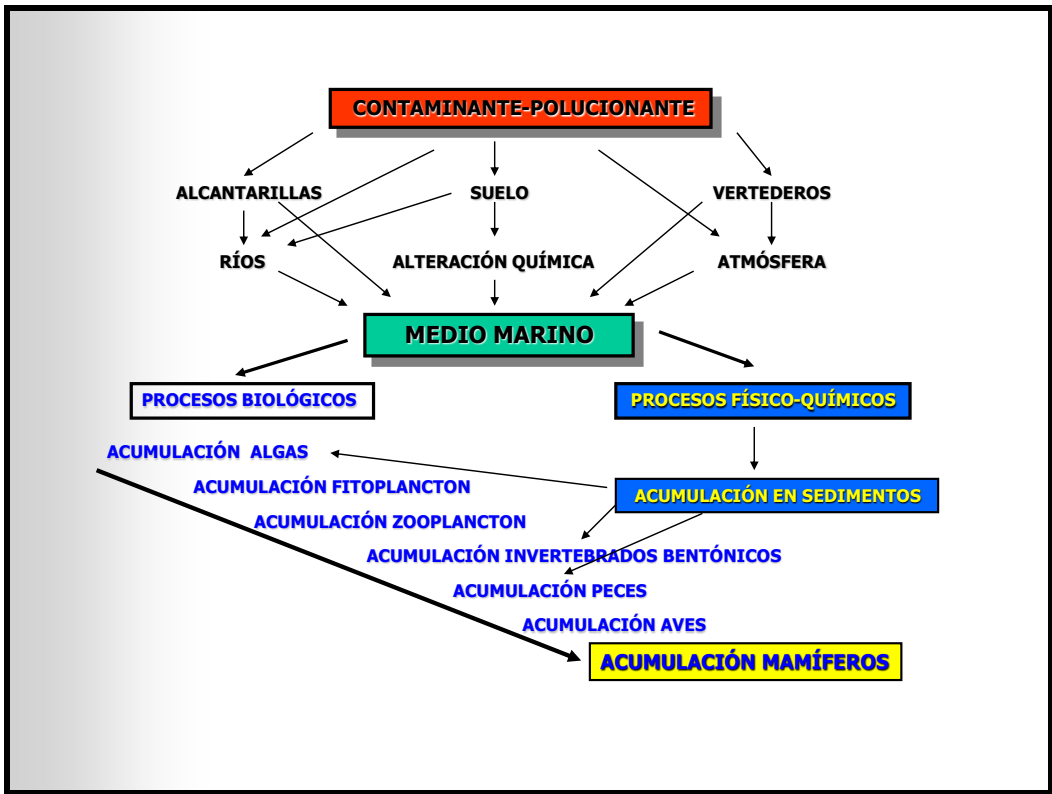 CONTAMINANTE-POLUCIONANTE
ALCANTARILLAS
SUELO
VERTEDEROS
RÍOS
ALTERACIÓN QUÍMICA
ATMÓSFERA
MEDIO MARINO
PROCESOS BIOLÓGICOS
PROCESOS FÍSICO-QUÍMICOS
ACUMULACIÓN ALGAS
ACUMULACIÓN FITOPLANCTON
ACUMULACIÓN EN SEDIMENTOS
ACUMULACIÓN ZOOPLANCTON
ACUMULACIÓN INVERTEBRADOS BENTÓNICOS
ACUMULACIÓN PECES
ACUMULACIÓN AVES
ACUMULACIÓN MAMÍFEROS